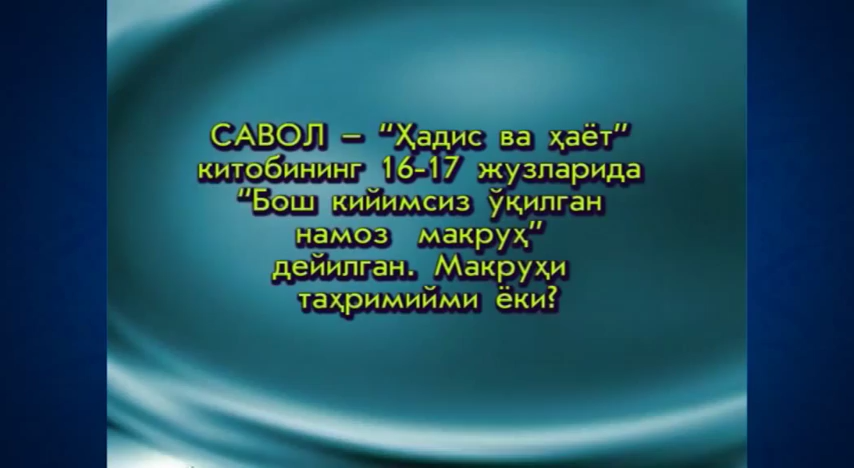 САВОЛ – “Ҳадис ва ҳаёт”
китобининг 16-17 жузларида
“Бош кийимсиз ўқилган
намоз макруҳ”
дейилган. Макруҳи
таҳримийми ёки?